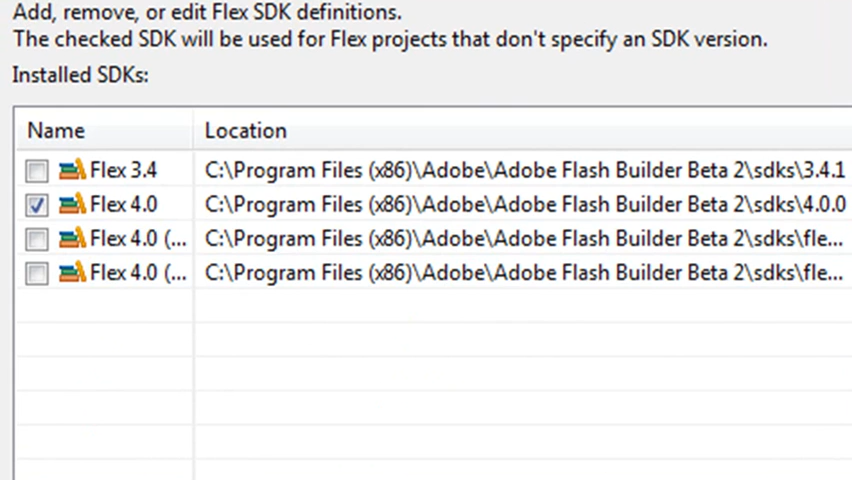 Add, remove, or edit Flex SDK definitions.
The checked SDK will be used for Flex projects that don't specify an SDK version.
Installed SDKs:
Name Location
Flex 3.4 C:\Program Files (x86)\Adobe\Adobe Flash Builder Beta 2\sdks\3.4.1
Flex 4.0 C:\Program Files (x86)\Adobe\Adobe Flash Builder Beta 2\sdks\4.0.0
Flex 4.0 (... C:\Program Files (x86)\Adobe\Adobe Flash Builder Beta 2\sdks\fle...
Flex 4.0 (... C:\Program Files (x86)\Adobe\Adobe Flash Builder Beta 2\sdks\fle...